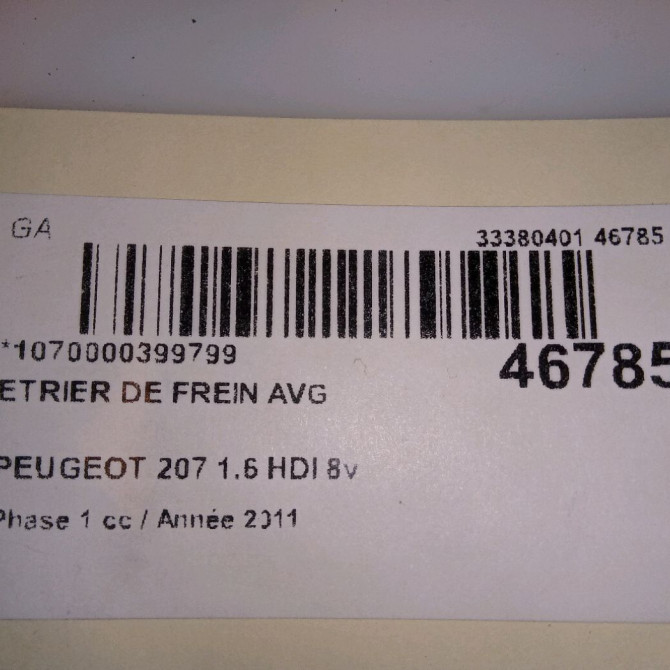 GA
33380401 46785
*1070000399799
46785
ETRIER DE FREIN AVG
PEUGEOT 207 1.6 HDI 8v
Phase 1 cc / Année 2011